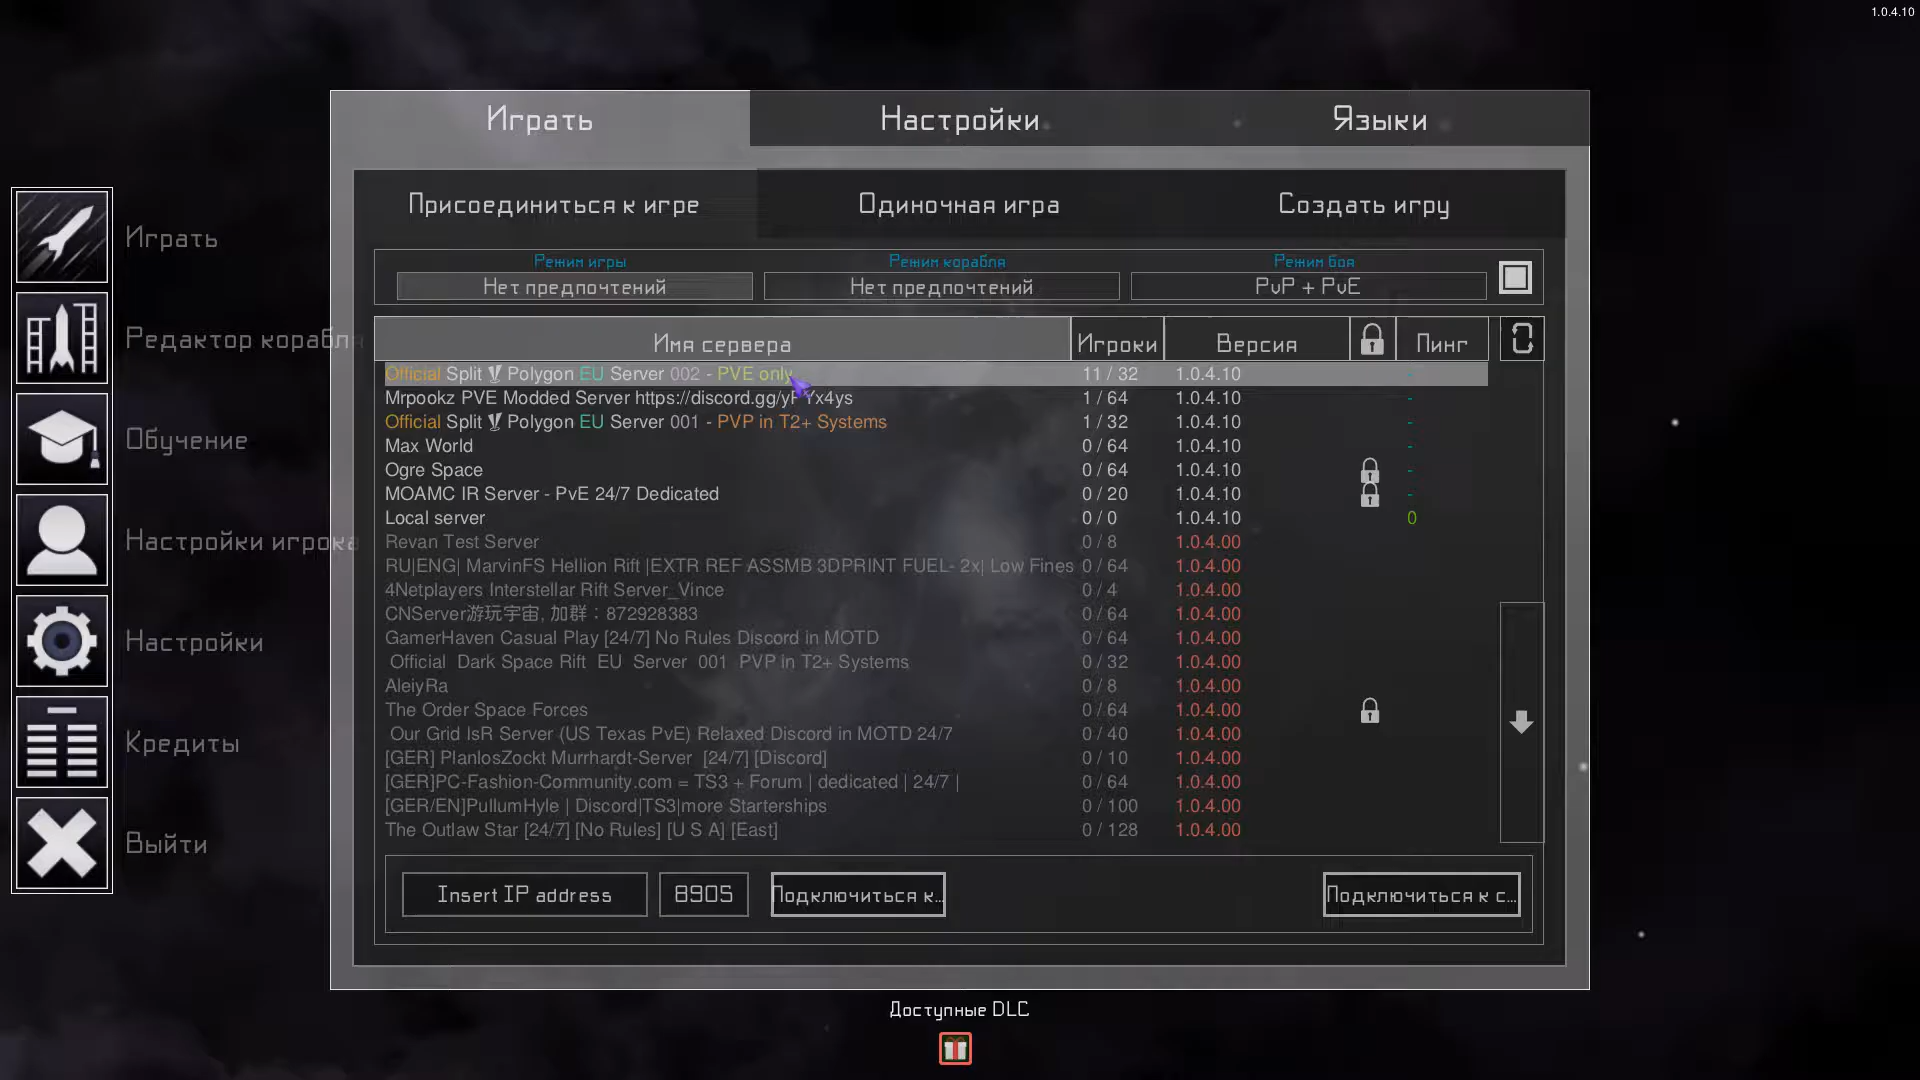 1.0.4.10
Играть Настройки Языки
Присоединиться к игре Одиночная игра Создать игру
Режим игры Режим корабля Режим боя
Нет предпочтений Нет предпочтений PvP + PvE
Имя сервера Игроки Версия Пинг
Official Split Polygon EU Server 002 - PVE only 11 / 32 1.0.4.10 -
Mrpookz PVE Modded Server 1 / 64 1.0.4.10 -
Official Split Polygon EU Server 001 - PVP in T2+ Systems 1 / 32 1.0.4.10 -
Max World 0 / 64 1.0.4.10 -
Ogre Space 0 / 64 1.0.4.10 -
MOAMC IR Server - PvE 24/7 Dedicated 0 / 20 1.0.4.10 -
Local server 0 / 0 1.0.4.10 0
Revan Test Server 0 / 8 1.0.4.00
RU|ENG| MarvinFS Hellion Rift |EXTR REF ASSMB 3DPRINT FUEL- 2x| Low Fines 0 / 64 1.0.4.00
4Netplayers Interstellar Rift Server_Vince 0 / 4 1.0.4.00
CNServer游玩宇宙, 加群：872928383 0 / 64 1.0.4.00
GamerHaven Casual Play [24/7] No Rules Discord in MOTD 0 / 64 1.0.4.00
Official Dark Space Rift EU Server 001 PVP in T2+ Systems 0 / 32 1.0.4.00
AleiyRa 0 / 8 1.0.4.00
The Order Space Forces 0 / 64 1.0.4.00
Our Grid IsR Server (US Texas PvE) Relaxed Discord in MOTD 24/7 0 / 40 1.0.4.00
[GER] PlanlosZockt Murrhardt-Server [24/7] [Discord] 0 / 10 1.0.4.00
[GER]PC-Fashion-Community.com = TS3 + Forum | dedicated | 24/7 | 0 / 64 1.0.4.00
[GER/EN]PullumHyle | Discord|TS3|more Starterships 0 / 100 1.0.4.00
The Outlaw Star [24/7] [No Rules] [U S A] [East] 0 / 128 1.0.4.00
Insert IP address 8905 Подключиться к... Подключиться к с...
Играть
Редактор корабл
Обучение
Настройки игрока
Настройки
Кредиты
Выйти
Доступные DLC